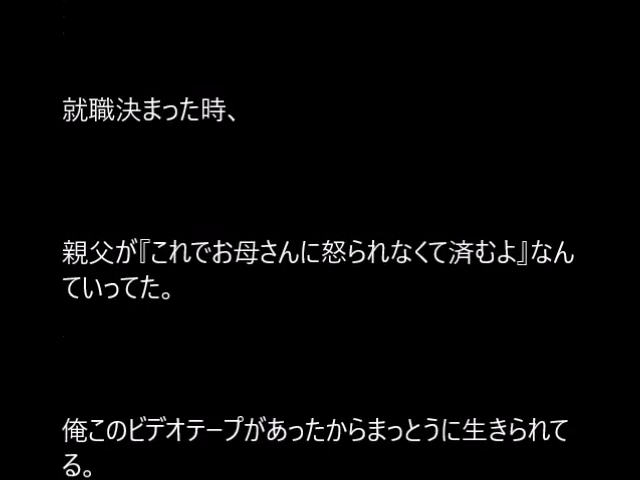 就職決まった時、
親父が『これでお母さんに怒られなくて済むよ』なん
ていってた。
俺このビデオテープがあったからまっとうに生きられて
る。